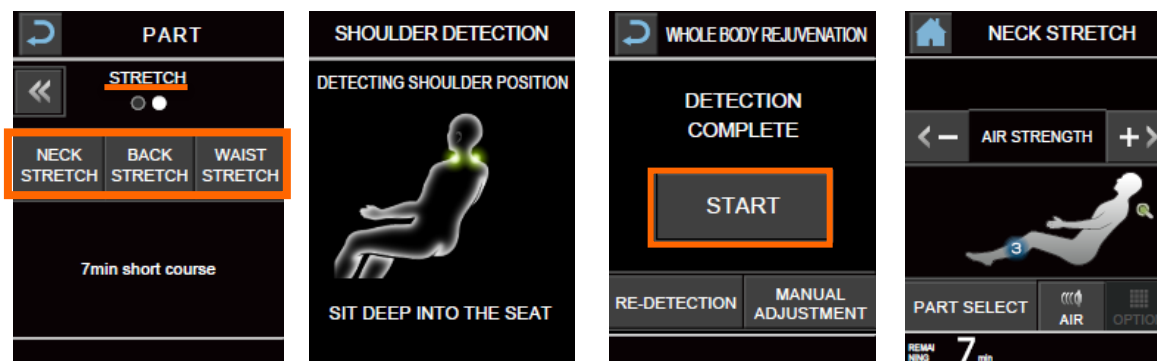 PART
STRETCH
NECK STRETCH
BACK STRETCH
WAIST STRETCH
7min short course
SHOULDER DETECTION
DETECTING SHOULDER POSITION
SIT DEEP INTO THE SEAT
WHOLE BODY REJUVENATION
DETECTION
COMPLETE
START
RE-DETECTION
MANUAL
ADJUSTMENT
NECK STRETCH
< − AIR STRENGTH + >
3
PART SELECT
AIR
OPTION
REMAI
NING
7 min